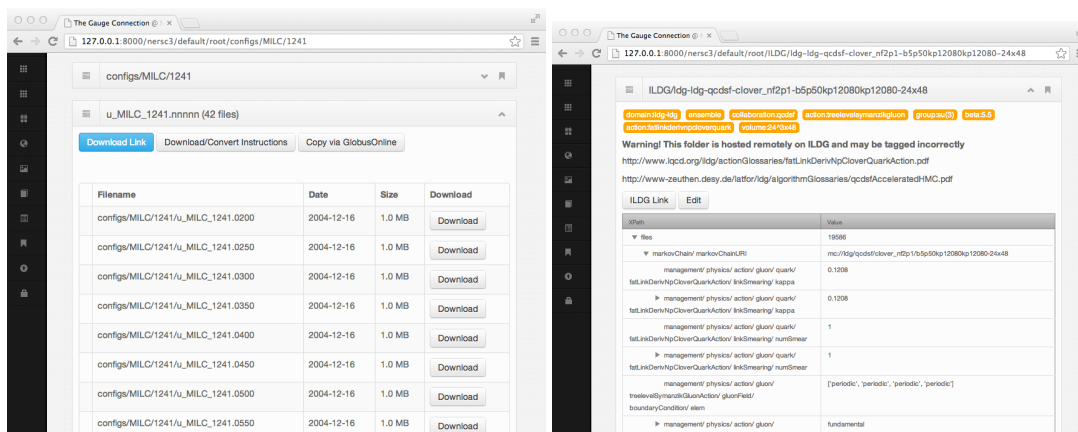 The Gauge Connection @
127.0.0.1:8000/nersc3/default/root/configs/MILC/1241
configs/MILC/1241
u_MILC_1241.nnnnn (42 files)
Download Link Download/Convert Instructions Copy via GlobusOnline
Filename Date Size Download
configs/MILC/1241/u_MILC_1241.0200 2004-12-16 1.0 MB Download
configs/MILC/1241/u_MILC_1241.0250 2004-12-16 1.0 MB Download
configs/MILC/1241/u_MILC_1241.0300 2004-12-16 1.0 MB Download
configs/MILC/1241/u_MILC_1241.0350 2004-12-16 1.0 MB Download
configs/MILC/1241/u_MILC_1241.0400 2004-12-16 1.0 MB Download
configs/MILC/1241/u_MILC_1241.0450 2004-12-16 1.0 MB Download
configs/MILC/1241/u_MILC_1241.0500 2004-12-16 1.0 MB Download
configs/MILC/1241/u_MILC_1241.0550 2004-12-16 1.0 MB Download
The Gauge Connection @
127.0.0.1:8000/nersc3/default/root/ILDG/ldg-ldg-qcdsf-clover_nf2p1-b5p50kp12080kp12080-24x48
ILDG/ldg-ldg-qcdsf-clover_nf2p1-b5p50kp12080kp12080-24x48
domain:ildg-ldg ensemble collaboration:qcdsf action:treelevelsymanzikgluon group:su(3) beta:5.5
action:fatlinkderivnpcloverquark volume:24^3x48
Warning! This folder is hosted remotely on ILDG and may be tagged incorrectly
http://www.lqcd.org/ildg/actionGlossaries/fatLinkDerivNpCloverQuarkAction.pdf
http://www-zeuthen.desy.de/latfor/ldg/algorithmGlossaries/qcdsfAcceleratedHMC.pdf
ILDG Link Edit
XPath Value
files 19586
markovChain/ markovChainURI mc://ldg/qcdsf/clover_nf2p1/b5p50kp12080kp12080-24x48
management/ physics/ action/ gluon/ quark/ 0.1208
fatLinkDerivNpCloverQuarkAction/ linkSmearing/ kappa
management/ physics/ action/ gluon/ quark/ 0.1208
fatLinkDerivNpCloverQuarkAction/ linkSmearing/ kappa
management/ physics/ action/ gluon/ quark/ 1
fatLinkDerivNpCloverQuarkAction/ linkSmearing/ numSmear
management/ physics/ action/ gluon/ quark/ 1
fatLinkDerivNpCloverQuarkAction/ linkSmearing/ numSmear
management/ physics/ action/ gluon/ ['periodic', 'periodic', 'periodic', 'periodic']
treelevelSymanzikGluonAction/ gluonField/
boundaryCondition/ elem
management/ physics/ action/ gluon/ fundamental